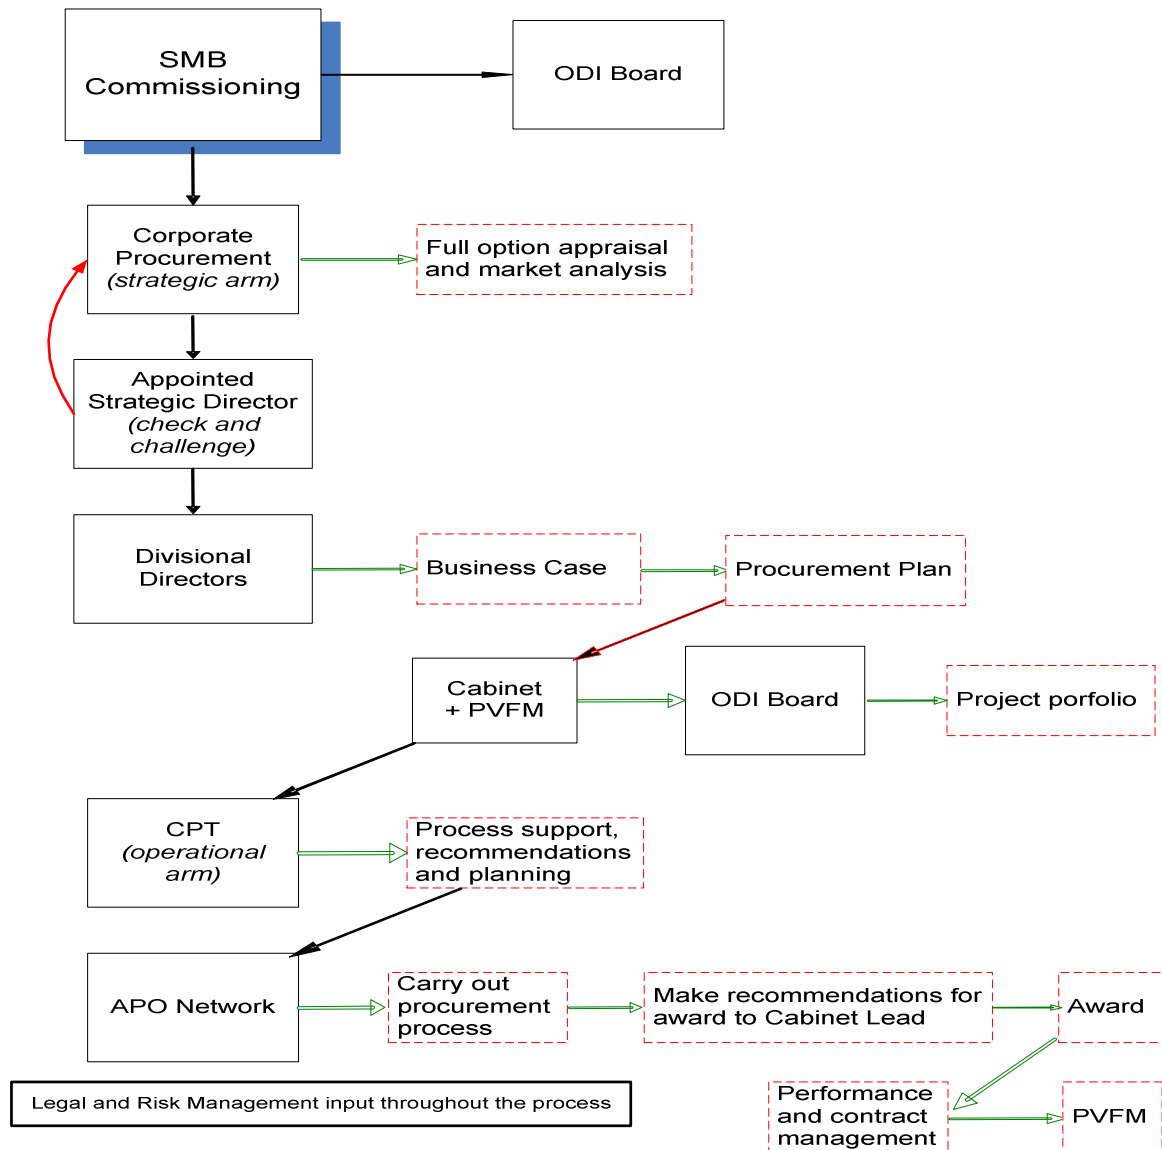 SMB
Commissioning
ODI Board
Corporate
Procurement
(strategic arm)
Full option appraisal
and market analysis
Appointed
Strategic Director
(check and
challenge)
Divisional
Directors
Business Case
Procurement Plan
Cabinet
+ PVFM
ODI Board
Project porfolio
CPT
(operational
arm)
Process support,
recommendations
and planning
APO Network
Carry out
procurement
process
Make recommendations for
award to Cabinet Lead
Award
Legal and Risk Management input throughout the process
Performance
and contract
management
PVFM